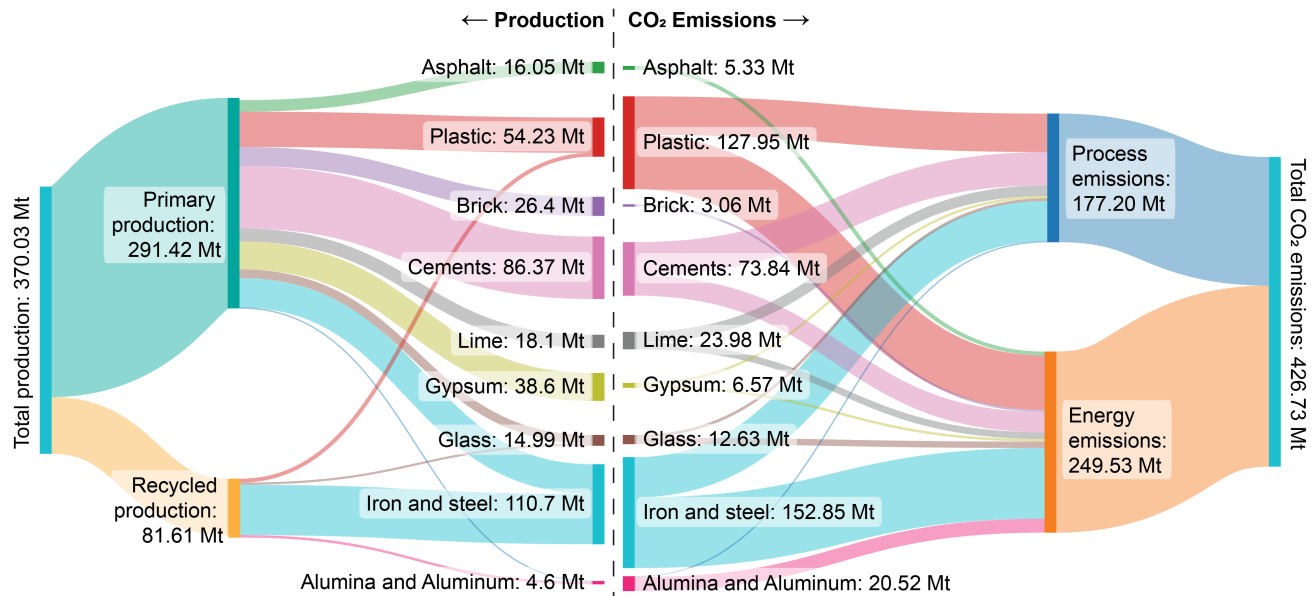 ← Production
CO₂ Emissions →
Total production: 370.03 Mt
Primary
production:
291.42 Mt
Recycled
production:
81.61 Mt
Asphalt: 16.05 Mt
Plastic: 54.23 Mt
Brick: 26.4 Mt
Cements: 86.37 Mt
Lime: 18.1 Mt
Gypsum: 38.6 Mt
Glass: 14.99 Mt
Iron and steel: 110.7 Mt
Alumina and Aluminum: 4.6 Mt
Asphalt: 5.33 Mt
Plastic: 127.95 Mt
Brick: 3.06 Mt
Cements: 73.84 Mt
Lime: 23.98 Mt
Gypsum: 6.57 Mt
Glass: 12.63 Mt
Iron and steel: 152.85 Mt
Alumina and Aluminum: 20.52 Mt
Process
emissions:
177.20 Mt
Energy
emissions:
249.53 Mt
Total CO₂ emissions: 426.73 Mt